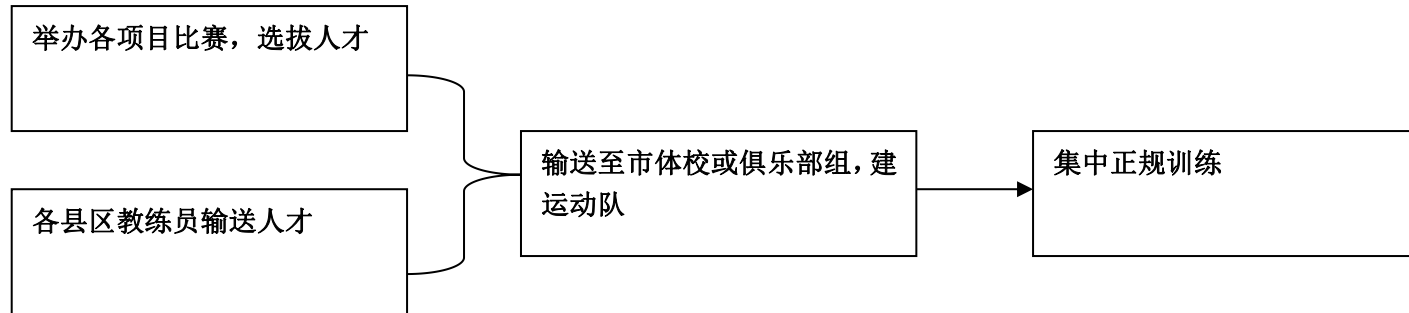 举办各项目比赛，选拔人才
各县区教练员输送人才
输送至市体校或俱乐部组，建
运动队
集中正规训练